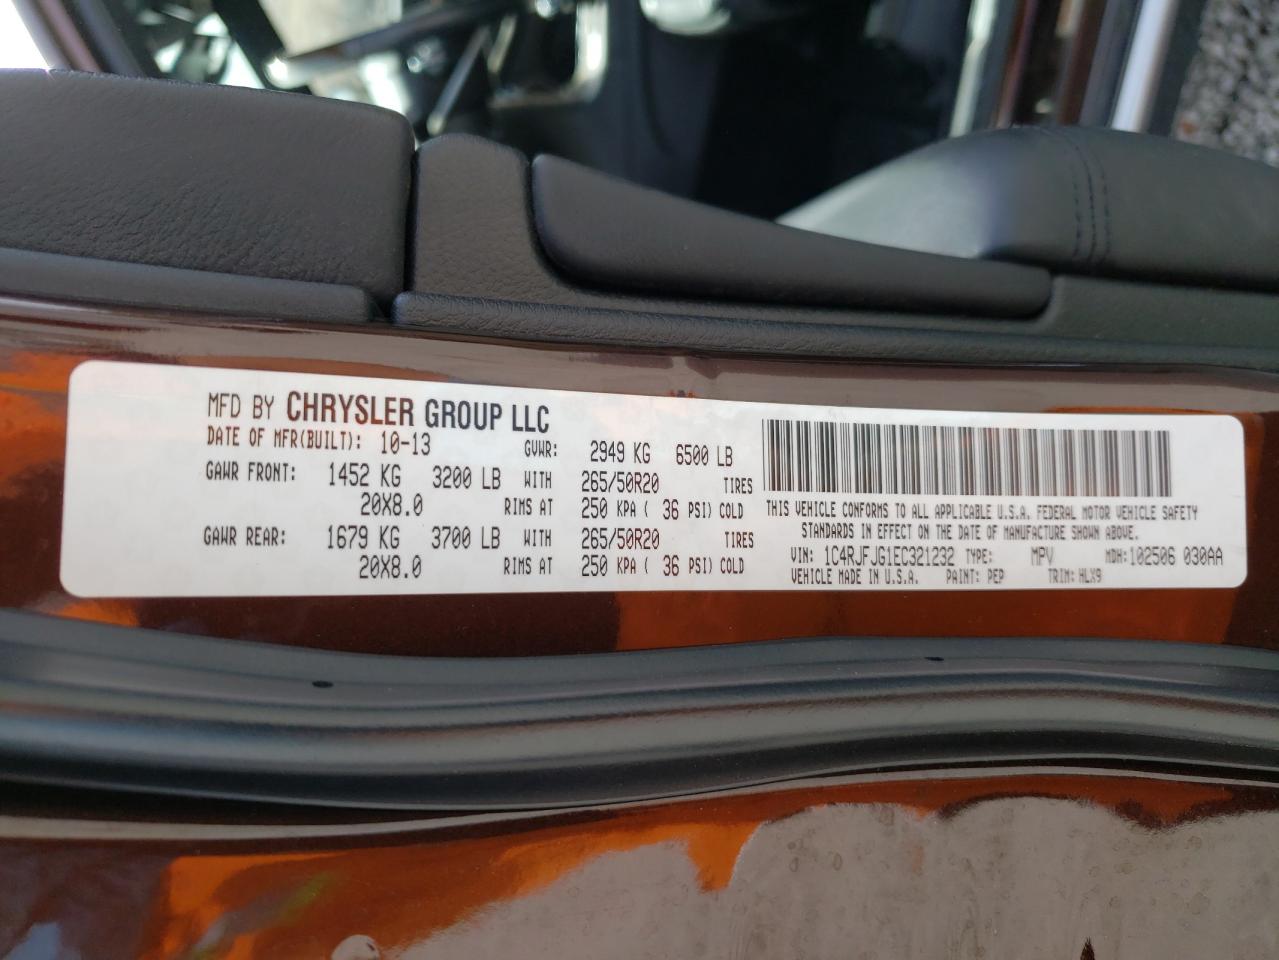 MFD BY CHRYSLER GROUP LLC
DATE OF MFR(BUILT): 10-13 GVWR: 2949 KG 6500 LB
GAWR FRONT: 1452 KG 3200 LB WITH 265/50R20 TIRES
20X8.0 RIMS AT 250 KPA ( 36 PSI) COLD
GAWR REAR: 1679 KG 3700 LB WITH 265/50R20 TIRES
20X8.0 RIMS AT 250 KPA ( 36 PSI) COLD
THIS VEHICLE CONFORMS TO ALL APPLICABLE U.S.A. FEDERAL MOTOR VEHICLE SAFETY
STANDARDS IN EFFECT ON THE DATE OF MANUFACTURE SHOWN ABOVE.
VIN: 1C4RJFJG1EC321232 TYPE: MPV MDH: 102506 030AA
VEHICLE MADE IN U.S.A. PAINT: PEP TRIM: HLX9